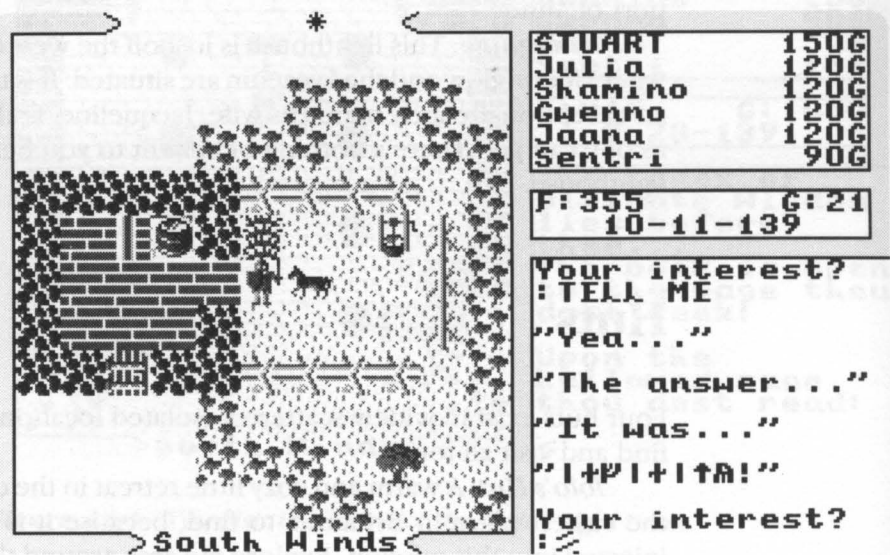 STUART 150G
Julia 120G
Shamino 120G
Gwenno 120G
Jaana 120G
Sentri 90G
F:355 G:21
10-11-139
Your interest?
:TELL ME
"Yea..."
"The answer..."
"It was..."
Your interest?
:
South Winds